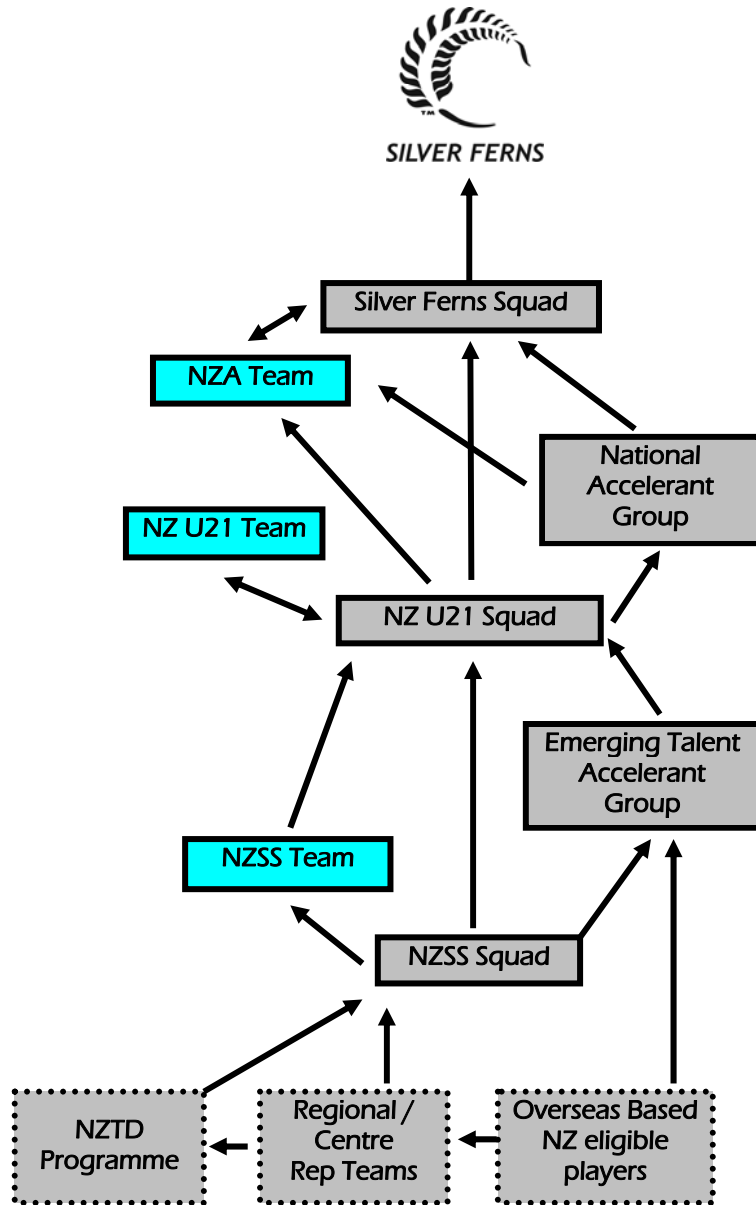 TM
SILVER FERNS
Silver Ferns Squad
NZA Team
National
Accelerant
Group
NZ U21 Team
NZ U21 Squad
Emerging Talent
Accelerant
Group
NZSS Team
NZSS Squad
NZTD
Programme
Regional /
Centre
Rep Teams
Overseas Based
NZ eligible
players